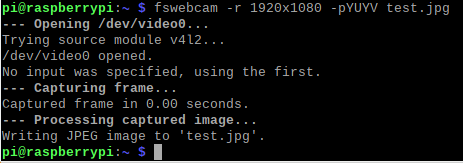 pi@raspberrypi:~ $ fswebcam -r 1920x1080 -pYUYV test.jpg
--- Opening /dev/video0...
Trying source module v4l2...
/dev/video0 opened.
No input was specified, using the first.
--- Capturing frame...
Captured frame in 0.00 seconds.
--- Processing captured image...
Writing JPEG image to 'test.jpg'.
pi@raspberrypi:~ $